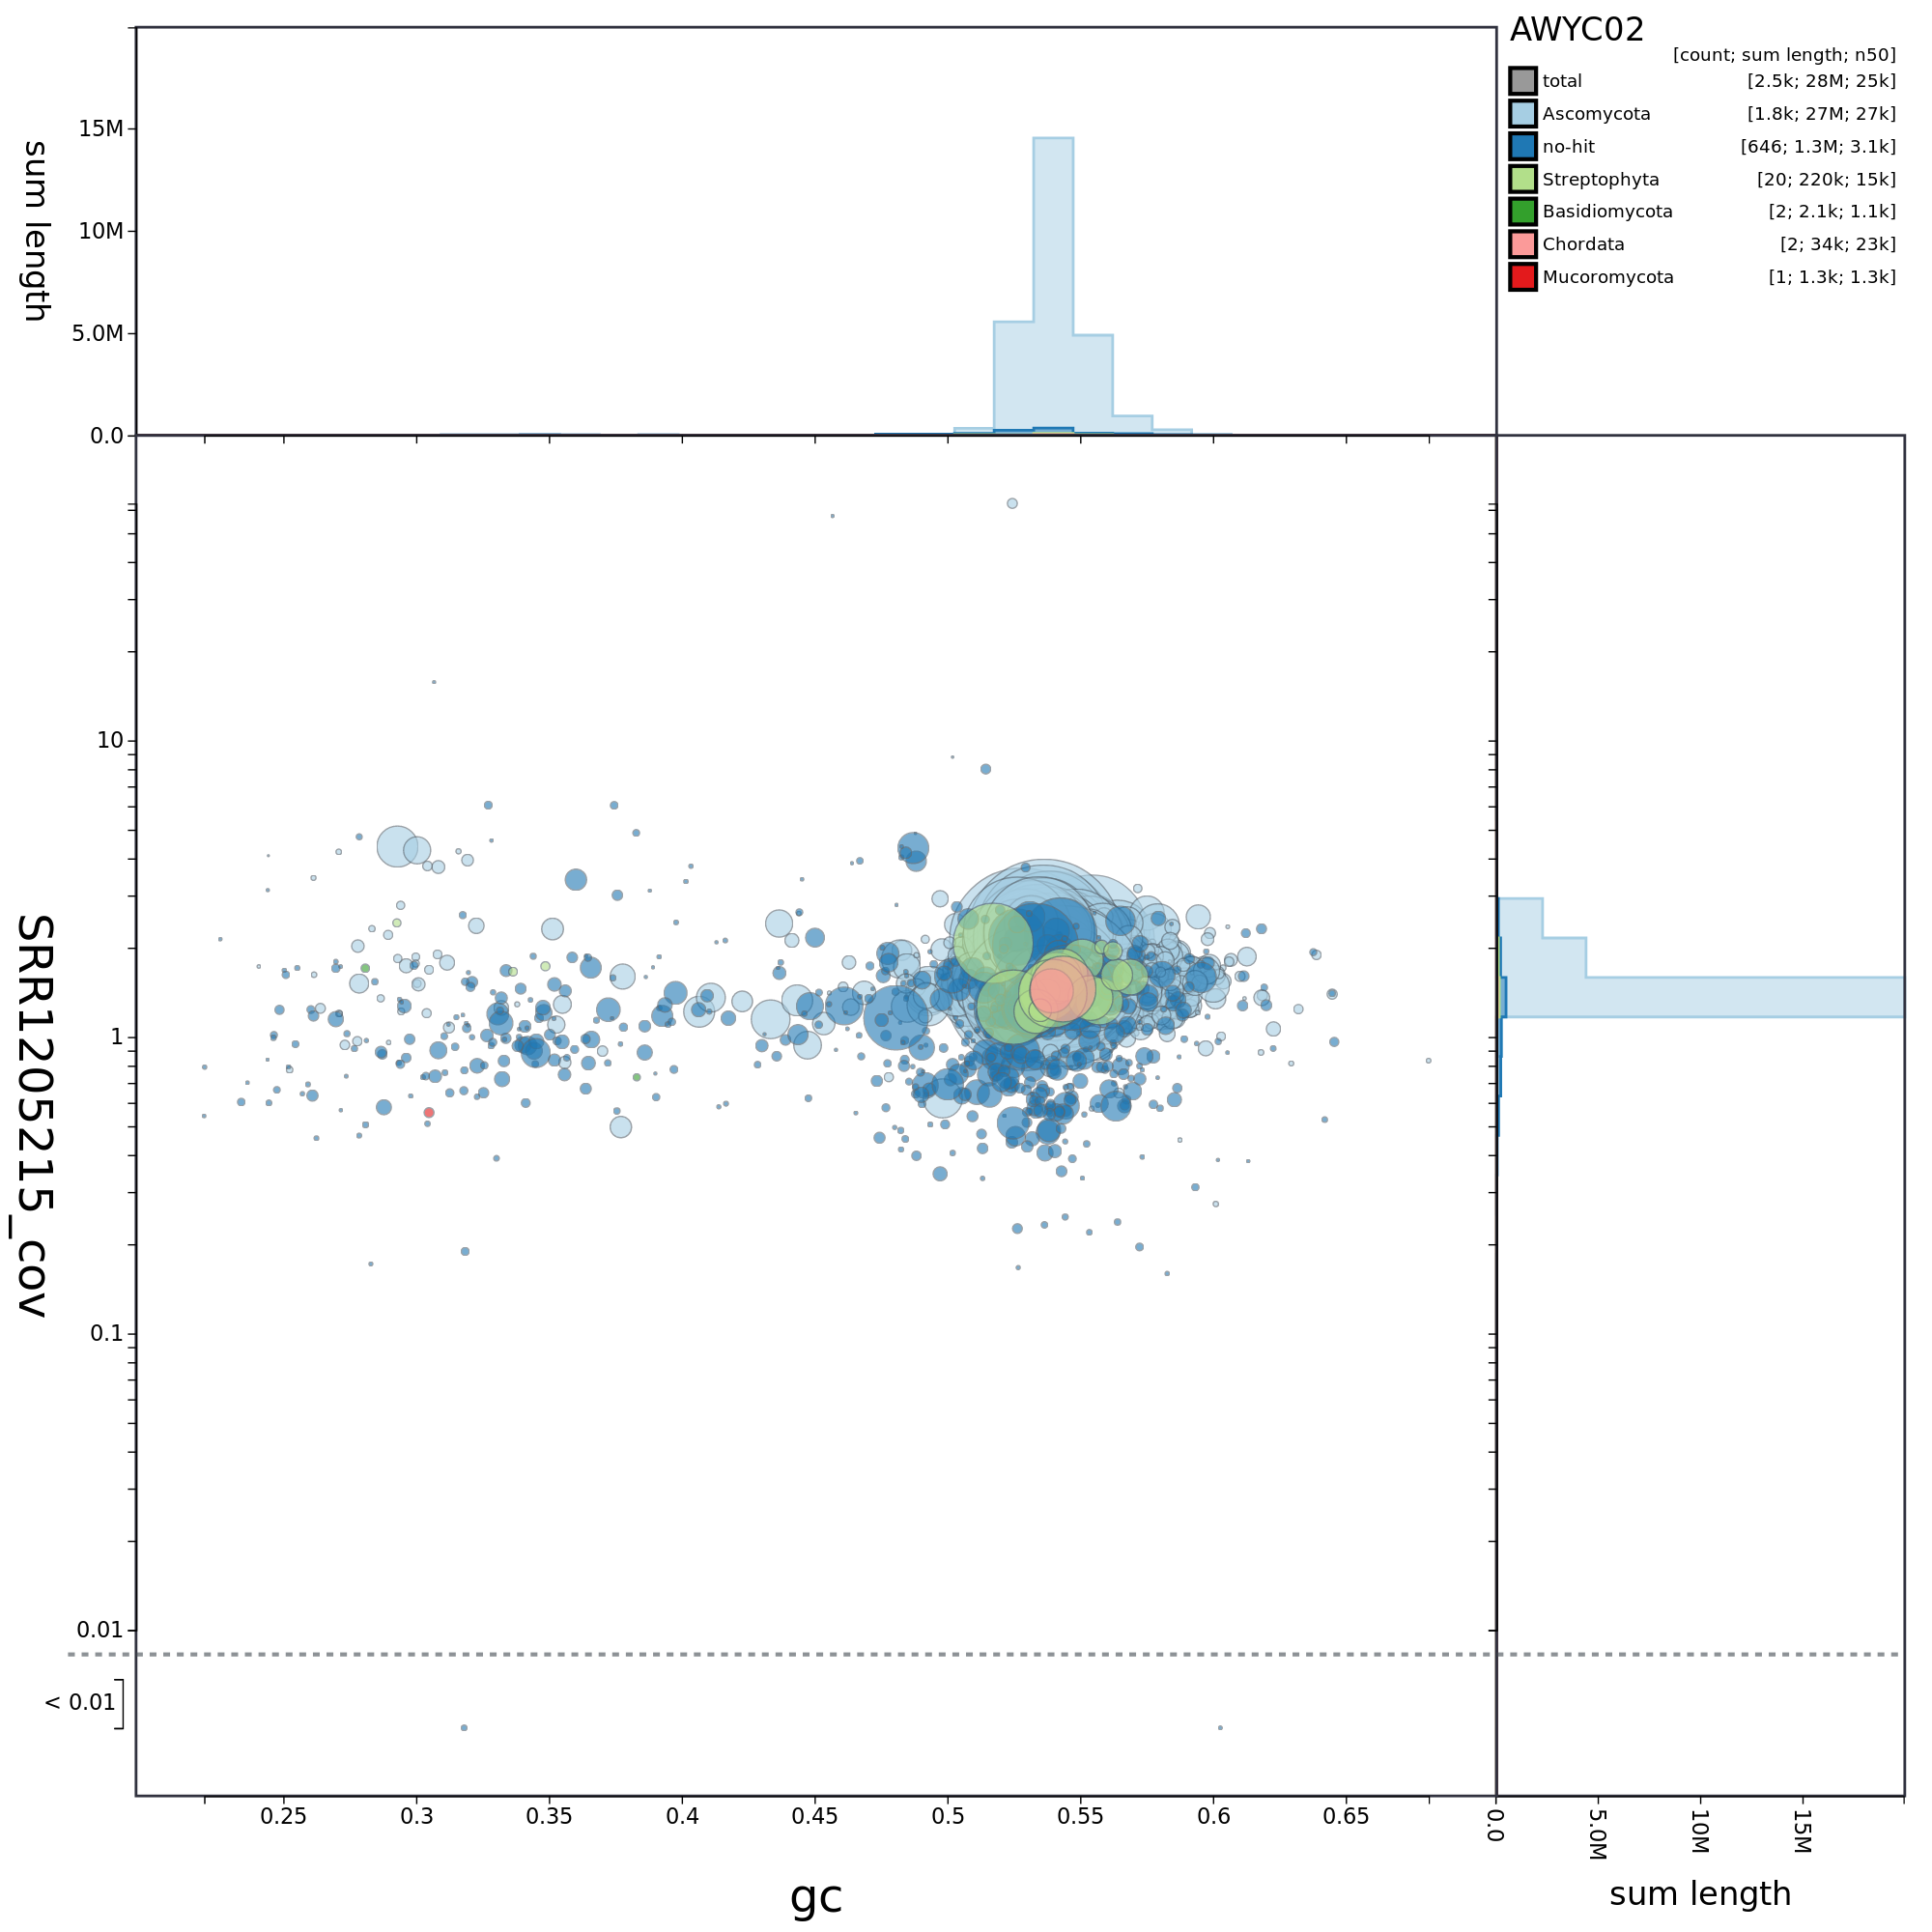 AWYC02
[count; sum length; n50]
total [2.5k; 28M; 25k]
Ascomycota [1.8k; 27M; 27k]
no-hit [646; 1.3M; 3.1k]
Streptophyta [20; 220k; 15k]
Basidiomycota [2; 2.1k; 1.1k]
Chordata [2; 34k; 23k]
Mucoromycota [1; 1.3k; 1.3k]
sum length
15M
10M
5.0M
0.0
SRR1205215_cov
10
1
0.1
0.01
< 0.01
0.25 0.3 0.35 0.4 0.45 0.5 0.55 0.6 0.65
gc
0.0 5.0M 10M 15M
sum length